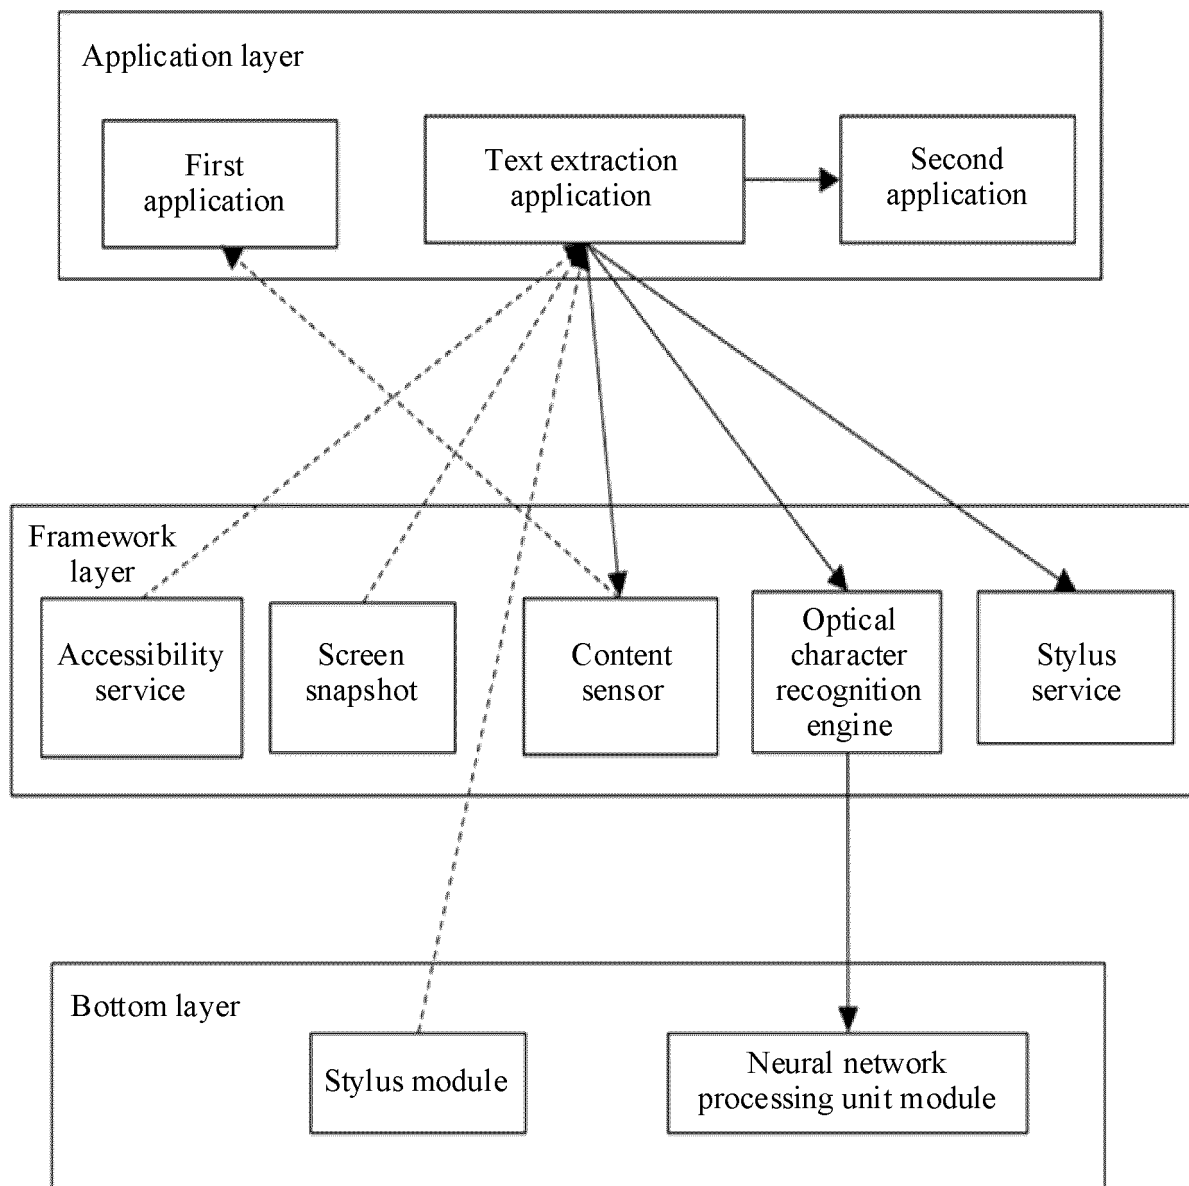 Application layer
First
application
Text extraction
application
Second
application
Framework
layer
Accessibility
service
Screen
snapshot
Content
sensor
Optical
character
recognition
engine
Stylus
service
Bottom layer
Stylus module
Neural network
processing unit module